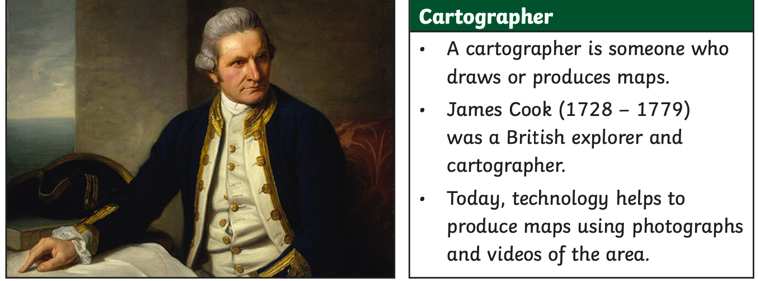 Cartographer
• A cartographer is someone who
draws or produces maps.
• James Cook (1728 – 1779)
was a British explorer and
cartographer.
• Today, technology helps to
produce maps using photographs
and videos of the area.